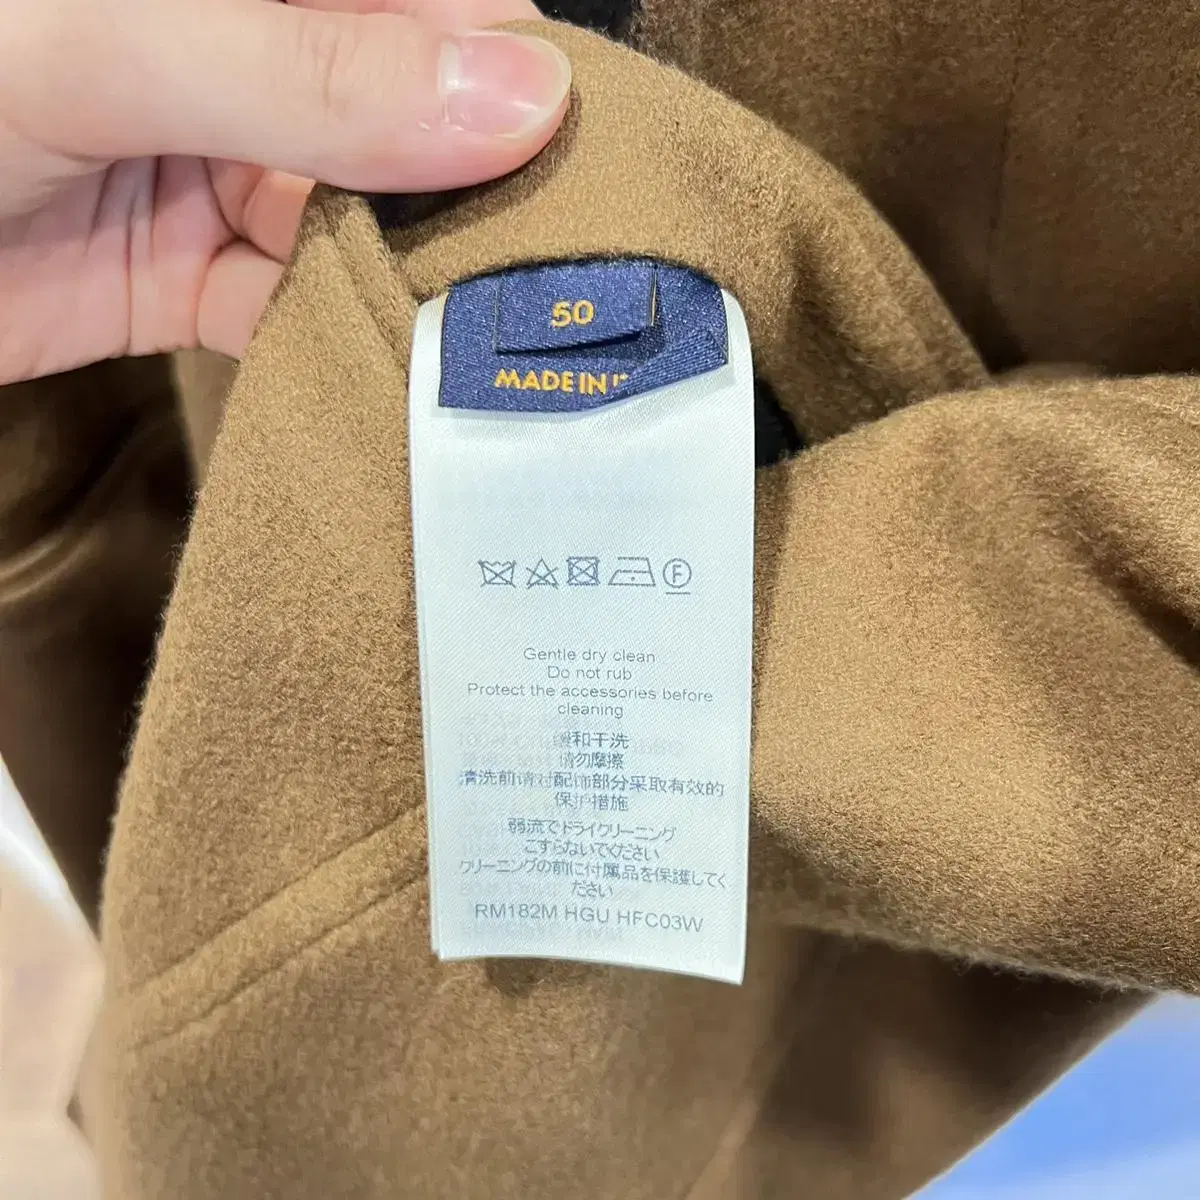 50
MADE IN
F
Gentle dry clean
Do not rub
Protect the accessories before
cleaning
缓和干洗
请勿摩擦
清洗前请对配饰部分采取有效的
保护措施
弱流でドライクリーニング
こすらないでください
クリーニングの前に付属品を保護してく
ださい
RM182M HGU HFC03W